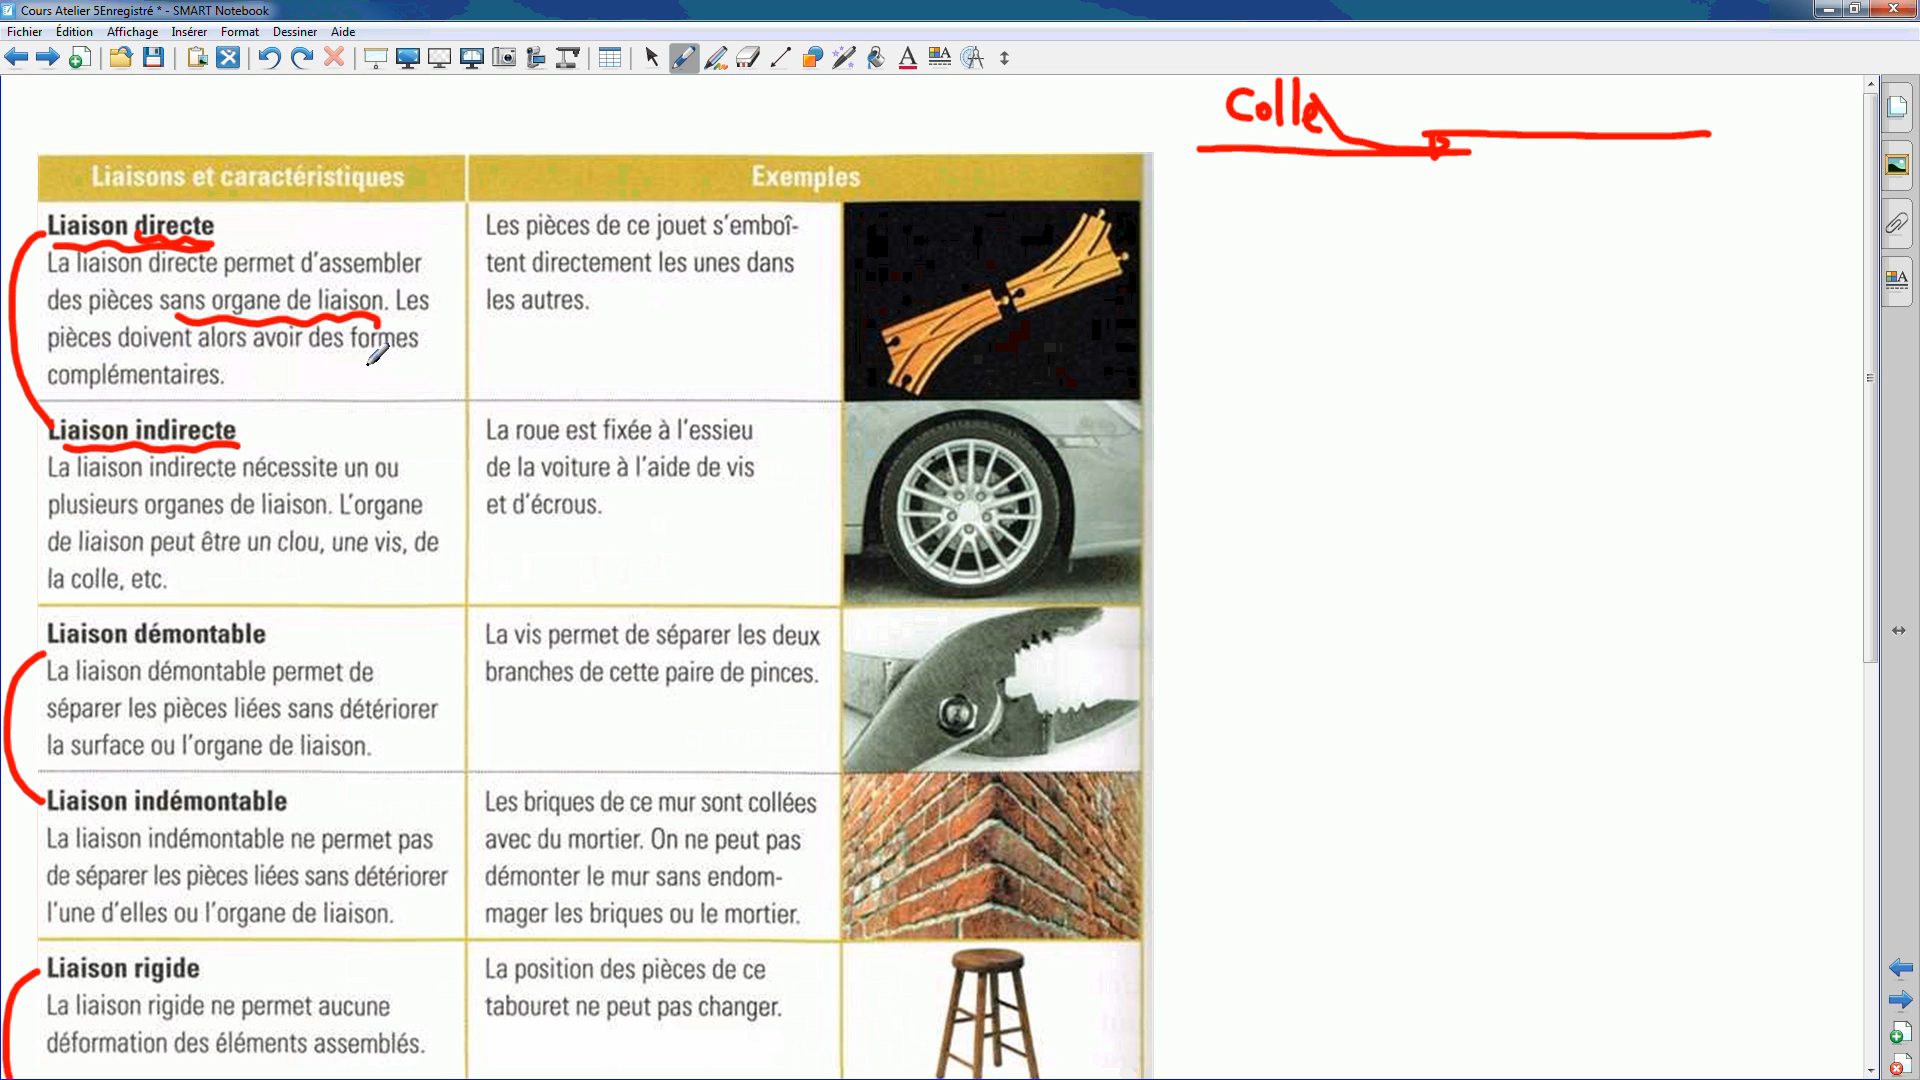 Cours Atelier 5Enregistré * - SMART Notebook
Fichier Édition Affichage Insérer Format Dessiner Aide
Colle
Liaisons et caractéristiques
Exemples
Liaison directe
La liaison directe permet d'assembler
des pièces sans organe de liaison. Les
pièces doivent alors avoir des formes
complémentaires.
Les pièces de ce jouet s'emboî-
tent directement les unes dans
les autres.
Liaison indirecte
La liaison indirecte nécessite un ou
plusieurs organes de liaison. L'organe
de liaison peut être un clou, une vis, de
la colle, etc.
La roue est fixée à l'essieu
de la voiture à l'aide de vis
et d'écrous.
Liaison démontable
La liaison démontable permet de
séparer les pièces liées sans détériorer
la surface ou l'organe de liaison.
La vis permet de séparer les deux
branches de cette paire de pinces.
Liaison indémontable
La liaison indémontable ne permet pas
de séparer les pièces liées sans détériorer
l'une d'elles ou l'organe de liaison.
Les briques de ce mur sont collées
avec du mortier. On ne peut pas
démonter le mur sans endom-
mager les briques ou le mortier.
Liaison rigide
La liaison rigide ne permet aucune
déformation des éléments assemblés.
La position des pièces de ce
tabouret ne peut pas changer.